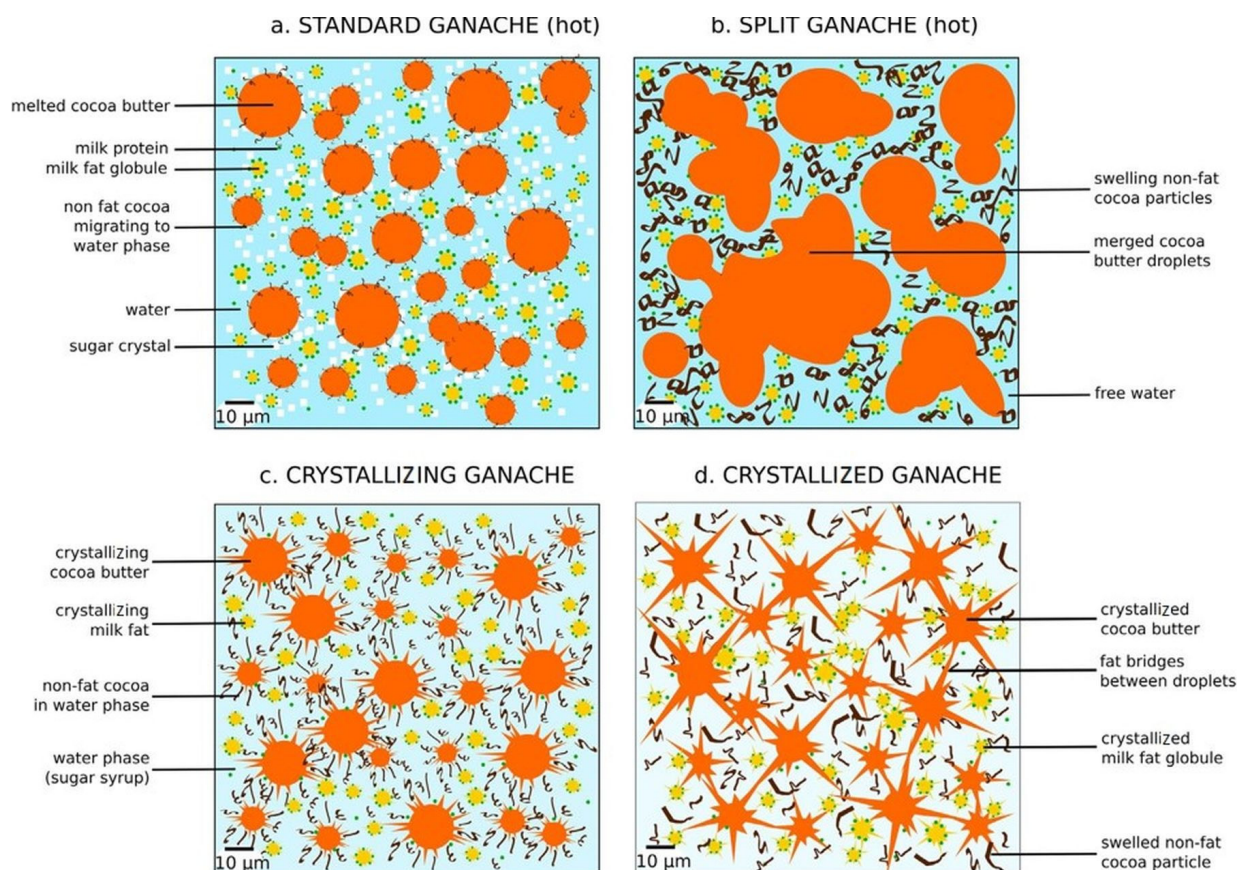 a. STANDARD GANACHE (hot)
melted cocoa butter
milk protein
milk fat globule
non fat cocoa
migrating to
water phase
water
sugar crystal
10 µm
b. SPLIT GANACHE (hot)
swelling non-fat
cocoa particles
merged cocoa
butter droplets
free water
10 µm
c. CRYSTALLIZING GANACHE
crystallizing
cocoa butter
crystallizing
milk fat
non-fat cocoa
in water phase
water phase
(sugar syrup)
10 µm
d. CRYSTALLIZED GANACHE
crystallized
cocoa butter
fat bridges
between droplets
crystallized
milk fat globule
swelled non-fat
cocoa particle
10 µm